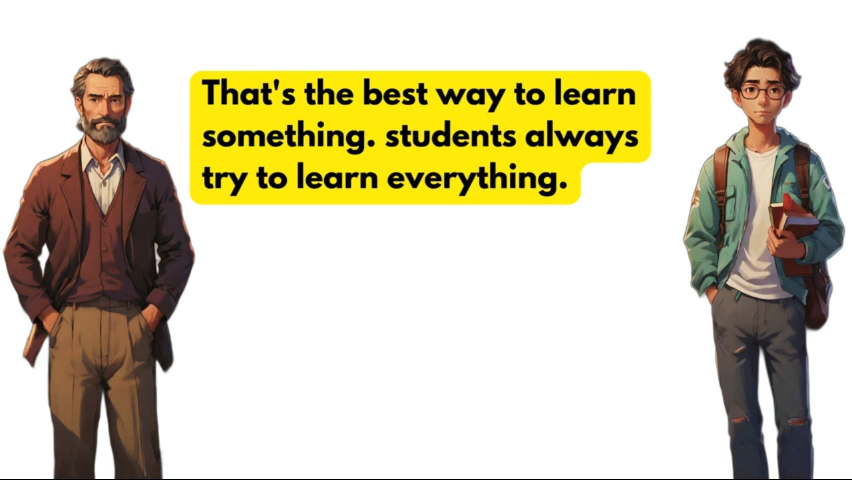 That's the best way to learn
something. students always
try to learn everything.